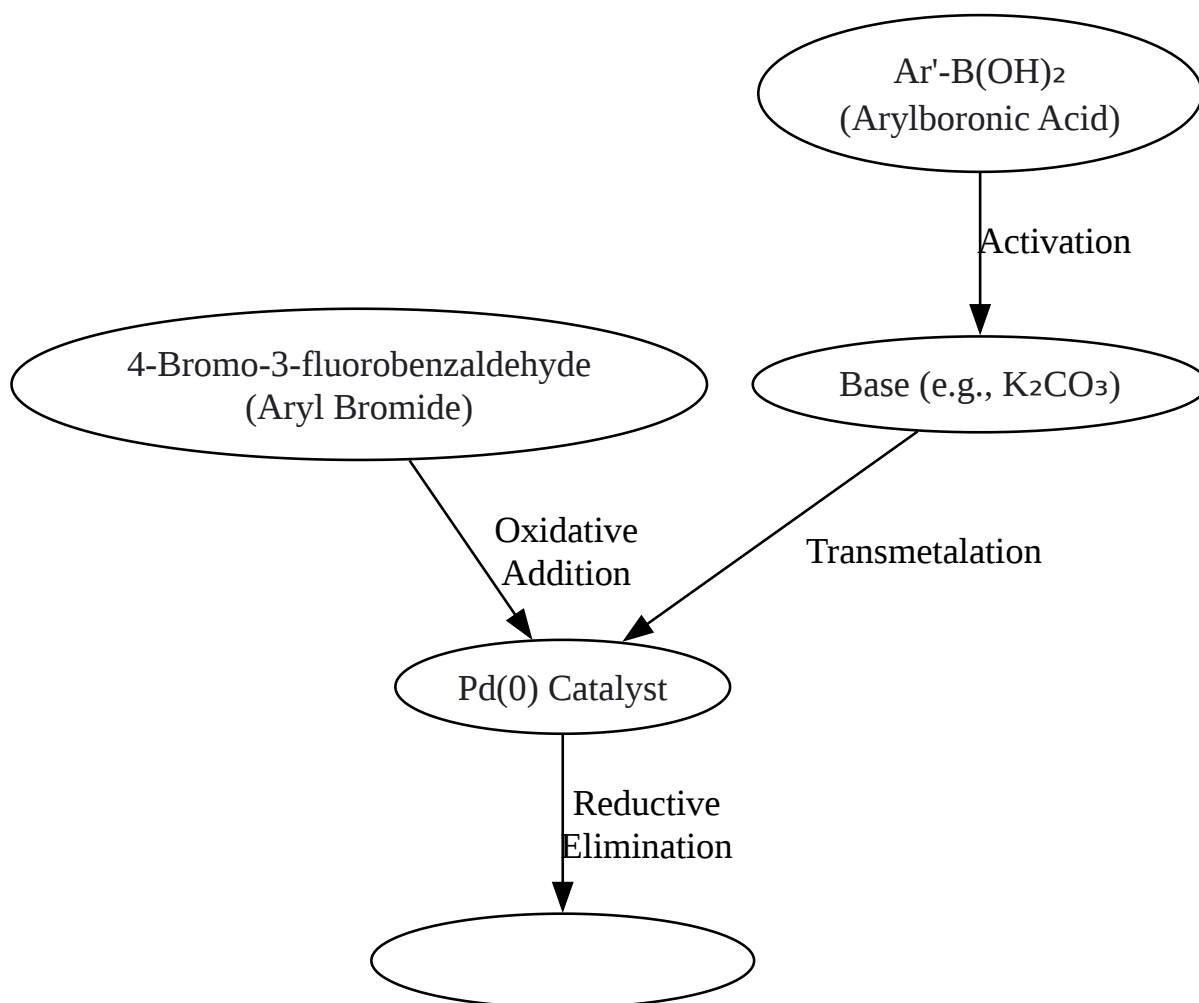 Ar'-B(OH)₂
(Arylboronic Acid)
Activation
4-Bromo-3-fluorobenzaldehyde
(Aryl Bromide)
Base (e.g., K₂CO₃)
Oxidative
Addition
Transmetalation
Pd(0) Catalyst
Reductive
Elimination